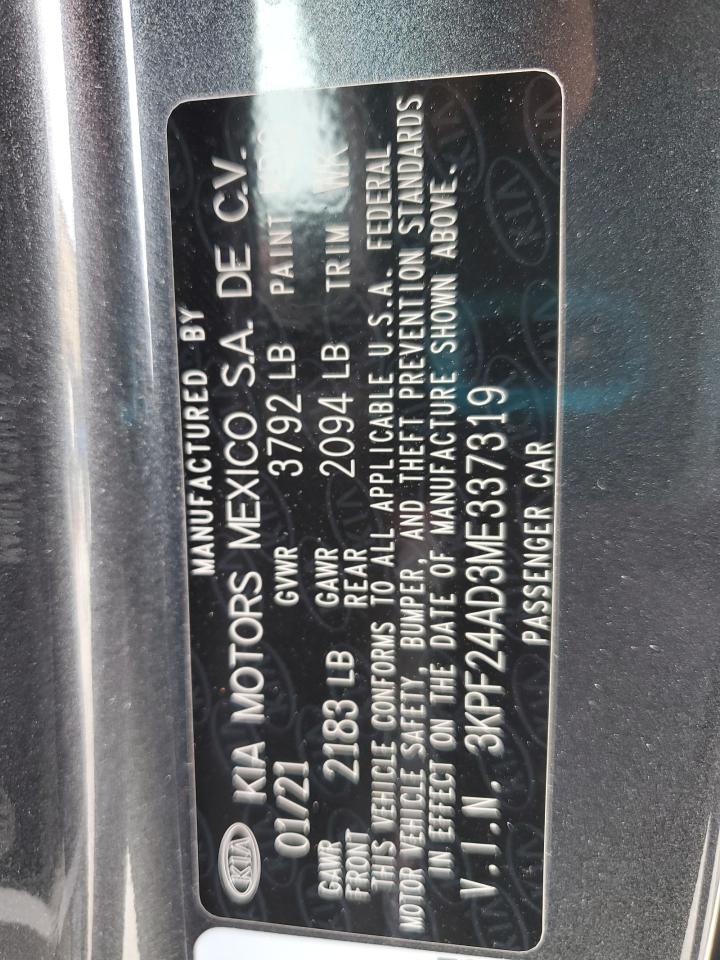 MANUFACTURED BY
KIA KIA MOTORS MEXICO S.A. DE C.V.
01/21 GVWR 3792 LB PAINT
GAWR FRONT 2183 LB GAWR REAR 2094 LB TRIM WK
THIS VEHICLE CONFORMS TO ALL APPLICABLE U.S.A. FEDERAL
MOTOR VEHICLE SAFETY, BUMPER, AND THEFT PREVENTION STANDARDS
IN EFFECT ON THE DATE OF MANUFACTURE SHOWN ABOVE.
V.I.N. 3KPF24AD3ME337319
PASSENGER CAR